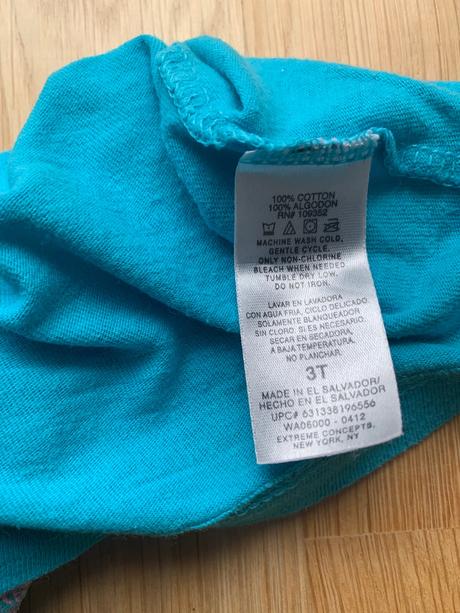 100% COTTON
100% ALGODON
RN# 109352
MACHINE WASH COLD,
GENTLE CYCLE.
ONLY NON-CHLORINE
BLEACH WHEN NEEDED
TUMBLE DRY LOW.
DO NOT IRON.
LAVAR EN LAVADORA
CON AGUA FRIA, CICLO DELICADO.
SOLAMENTE BLANQUEADOR
SIN CLORO. SI ES NECESARIO.
SECAR EN SECADORA,
A BAJA TEMPERATURA.
NO PLANCHAR.
3T
MADE IN EL SALVADOR/
HECHO EN EL SALVADOR
UPC# 631338196556
WA06000 - 0412
EXTREME CONCEPTS,
NEW YORK, NY